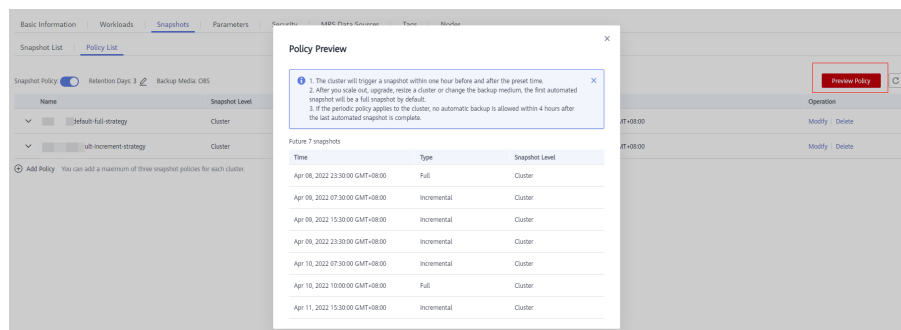 Basic Information Workloads Snapshots Parameters Security MRS Data Sources Tags Nodes
Snapshot List Policy List
Policy Preview
Snapshot Policy Retention Days: 3 Backup Media: OBS
Preview Policy
1. The cluster will trigger a snapshot within one hour before and after the preset time.
2. After you scale out, upgrade, resize a cluster or change the backup medium, the first automated
snapshot will be a full snapshot by default.
3. If the periodic policy applies to the cluster, no automatic backup is allowed within 4 hours after
the last automated snapshot is complete.
Name Snapshot Level Operation
default-full-strategy Cluster MT+08:00 Modify Delete
ult-increment-strategy Cluster MT+08:00 Modify Delete
Add Policy You can add a maximum of three snapshot policies for each cluster.
Future 7 snapshots
Time Type Snapshot Level
Apr 08, 2022 23:30:00 GMT+08:00 Full Cluster
Apr 09, 2022 07:30:00 GMT+08:00 Incremental Cluster
Apr 09, 2022 15:30:00 GMT+08:00 Incremental Cluster
Apr 09, 2022 23:30:00 GMT+08:00 Incremental Cluster
Apr 10, 2022 07:30:00 GMT+08:00 Incremental Cluster
Apr 10, 2022 10:00:00 GMT+08:00 Full Cluster
Apr 11, 2022 15:30:00 GMT+08:00 Incremental Cluster